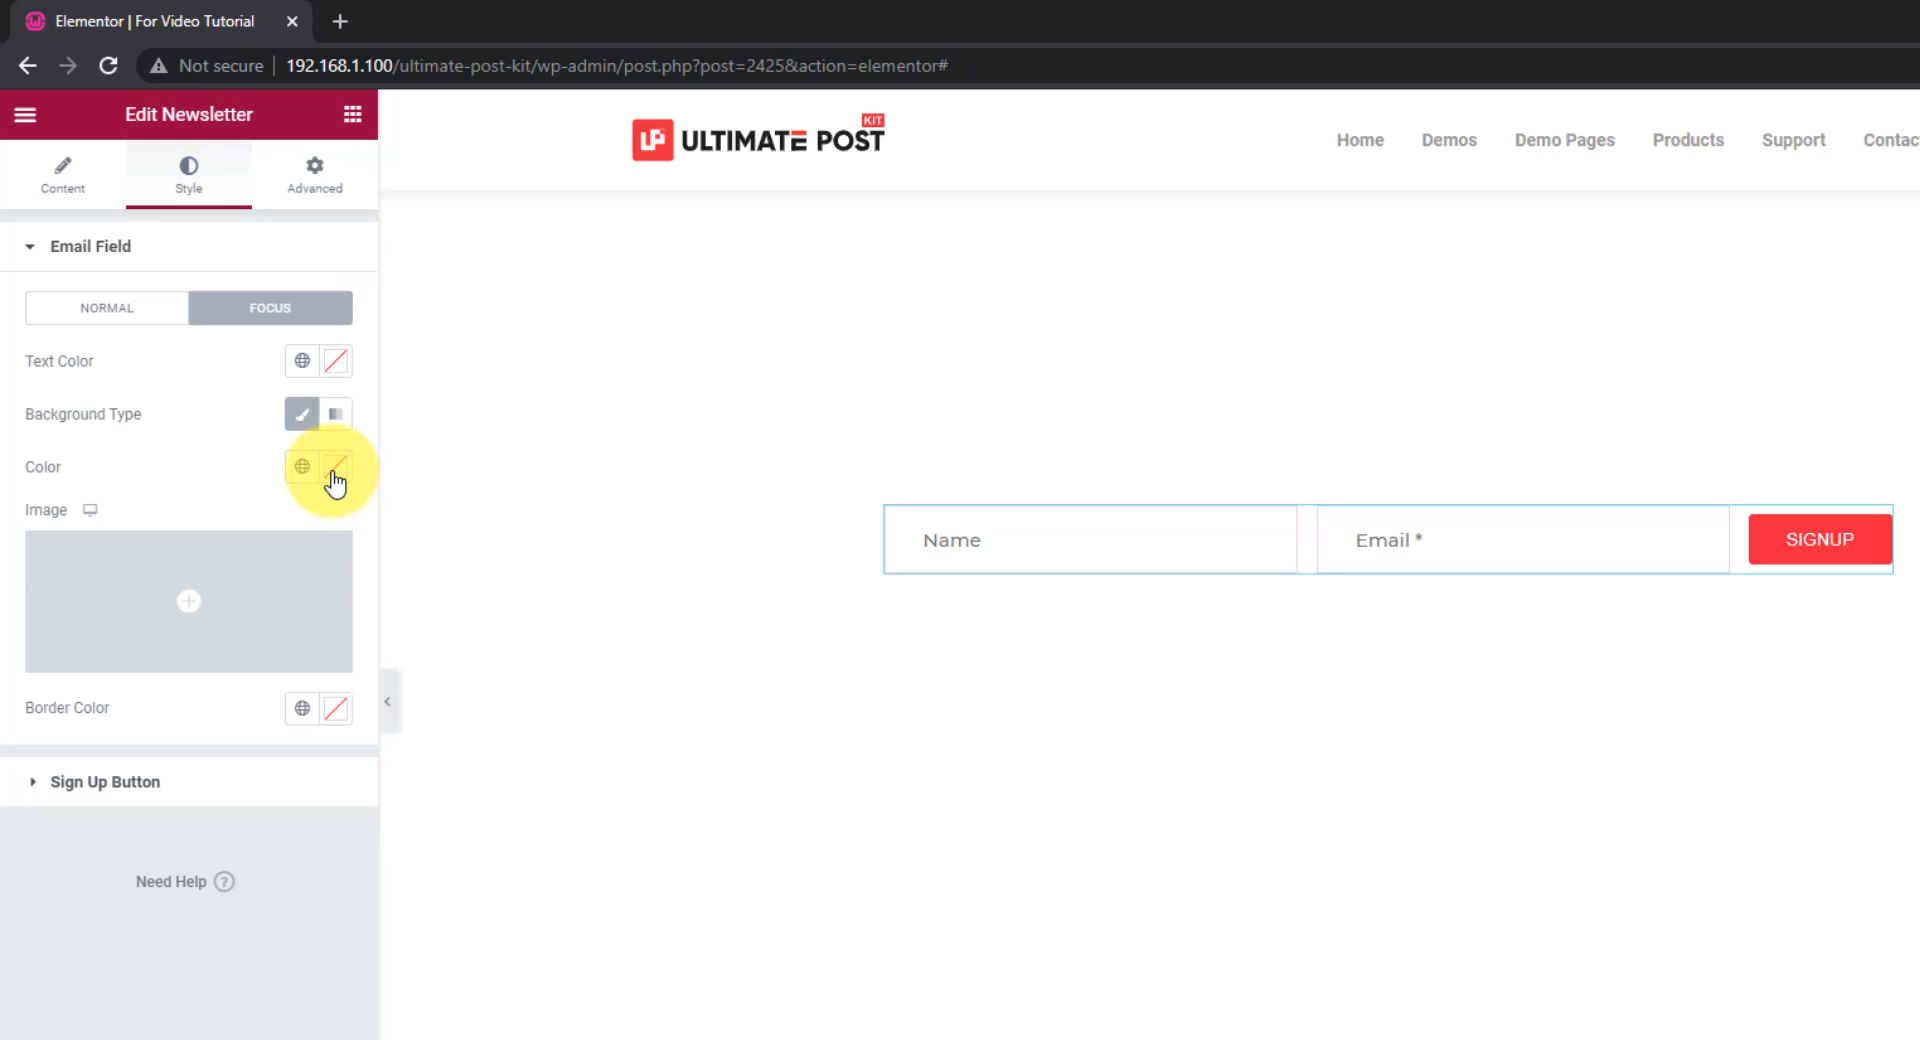 Elementor | For Video Tutorial
Not secure 192.168.1.100/ultimate-post-kit/wp-admin/post.php?post=2425&action=elementor#
Edit Newsletter
Content Style Advanced
Email Field
NORMAL FOCUS
Text Color
Background Type
Color
Image
Border Color
Sign Up Button
Need Help ?
UP ULTIMATE POST KIT
Home Demos Demo Pages Products Support Contac
Name Email * SIGNUP